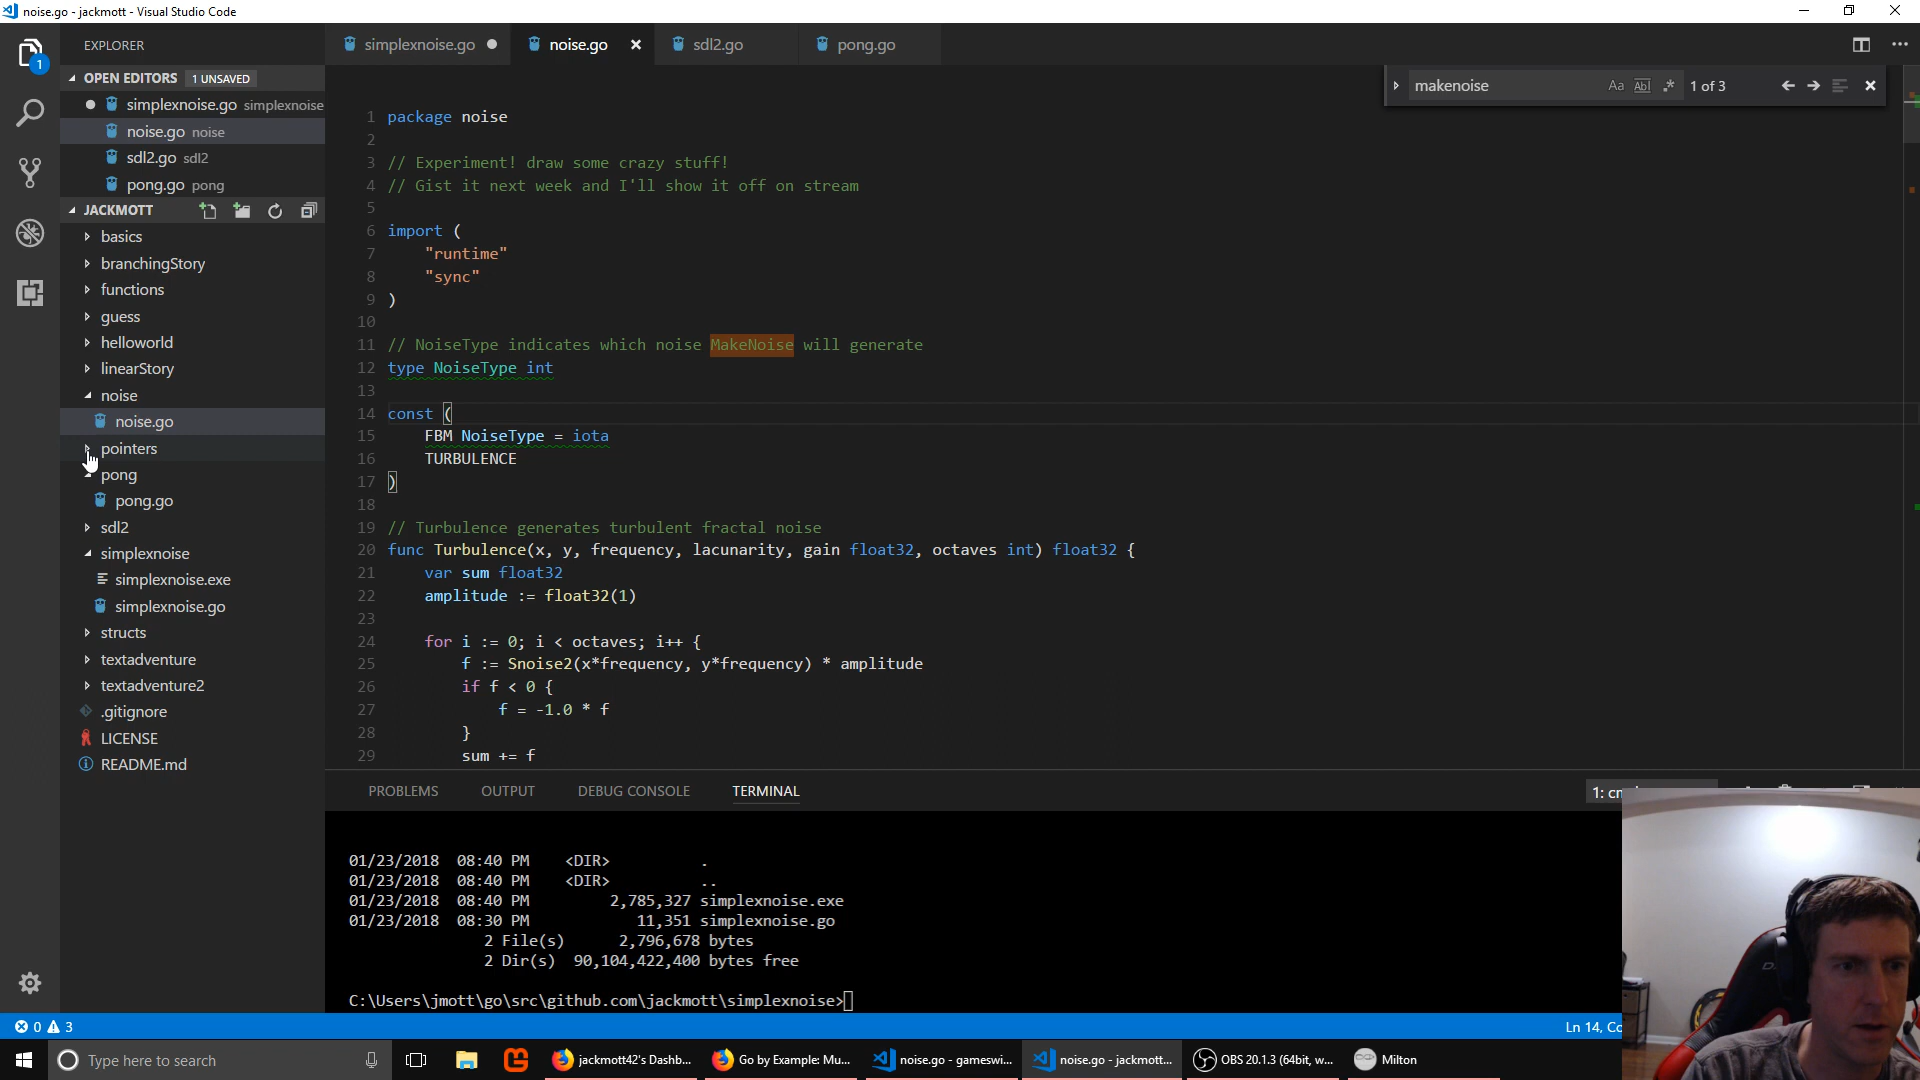 noise.go - jackmott - Visual Studio Code
EXPLORER
OPEN EDITORS 1 UNSAVED
simplexnoise.go simplexnoise
noise.go noise
sdl2.go sdl2
pong.go pong
JACKMOTT
basics
branchingStory
functions
guess
helloworld
linearStory
noise
noise.go
pointers
pong
pong.go
sdl2
simplexnoise
simplexnoise.exe
simplexnoise.go
structs
textadventure
textadventure2
.gitignore
LICENSE
README.md
simplexnoise.go noise.go sdl2.go pong.go
makenoise Aa Abl .* 1 of 3
1 package noise
2
3 // Experiment! draw some crazy stuff!
4 // Gist it next week and I'll show it off on stream
5
6 import (
7 "runtime"
8 "sync"
9 )
10
11 // NoiseType indicates which noise MakeNoise will generate
12 type NoiseType int
13
14 const (
15 FBM NoiseType = iota
16 TURBULENCE
17 )
18
19 // Turbulence generates turbulent fractal noise
20 func Turbulence(x, y, frequency, lacunarity, gain float32, octaves int) float32 {
21 var sum float32
22 amplitude := float32(1)
23
24 for i := 0; i < octaves; i++ {
25 f := Snoise2(x*frequency, y*frequency) * amplitude
26 if f < 0 {
27 f = -1.0 * f
28 }
29 sum += f
PROBLEMS OUTPUT DEBUG CONSOLE TERMINAL
01/23/2018 08:40 PM <DIR> .
01/23/2018 08:40 PM <DIR> ..
01/23/2018 08:40 PM 2,785,327 simplexnoise.exe
01/23/2018 08:30 PM 11,351 simplexnoise.go
2 File(s) 2,796,678 bytes
2 Dir(s) 90,104,422,400 bytes free
C:\Users\jmott\go\src\github.com\jackmott\simplexnoise>
0 3 Ln 14,
Type here to search
jackmott42's Dashb...
Go by Example: Mu...
noise.go - gameswi...
noise.go - jackmott...
OBS 20.1.3 (64bit, w...
Milton